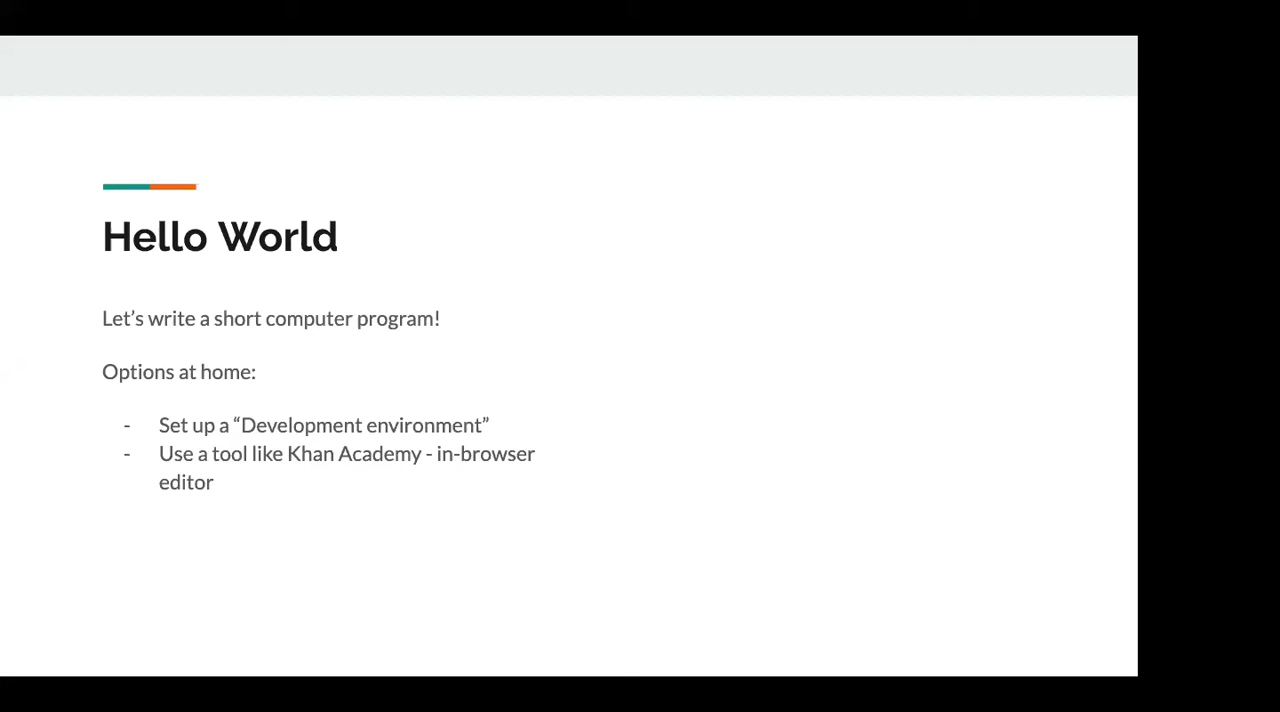 Hello World
Let’s write a short computer program!
Options at home:
- Set up a “Development environment”
- Use a tool like Khan Academy - in-browser
editor